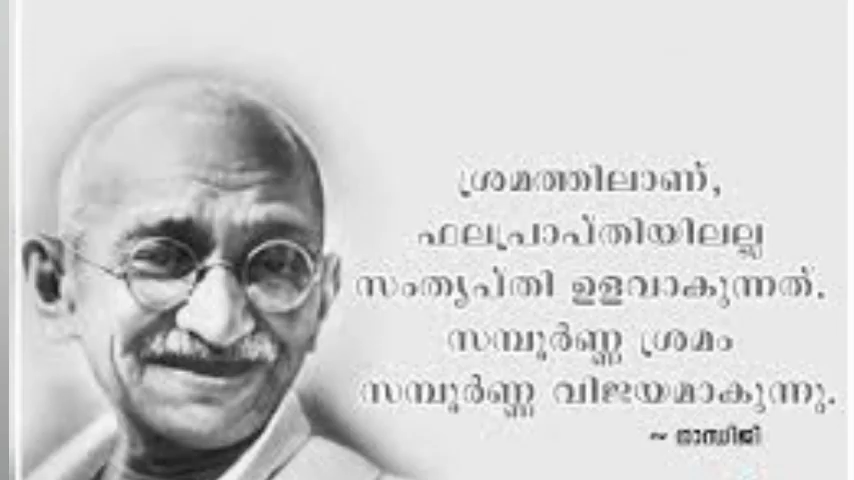 ശ്രമത്തിലാണ്,
ഫലപ്രാപ്തിയിലല്ല
സംതൃപ്തി ഉളവാകുന്നത്.
സമ്പൂർണ്ണ ശ്രമം
സമ്പൂർണ്ണ വിജയമാകുന്നു.
~ ഗാന്ധിജി